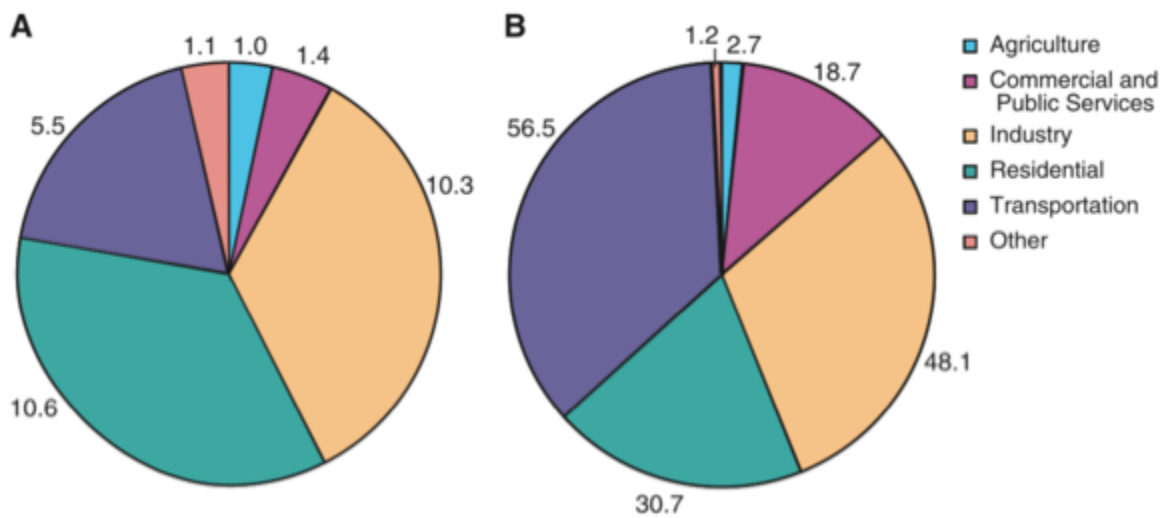 A
1.1
1.0
1.4
5.5
10.3
10.6
B
1.2
2.7
18.7
56.5
48.1
30.7
Agriculture
Commercial and
Public Services
Industry
Residential
Transportation
Other